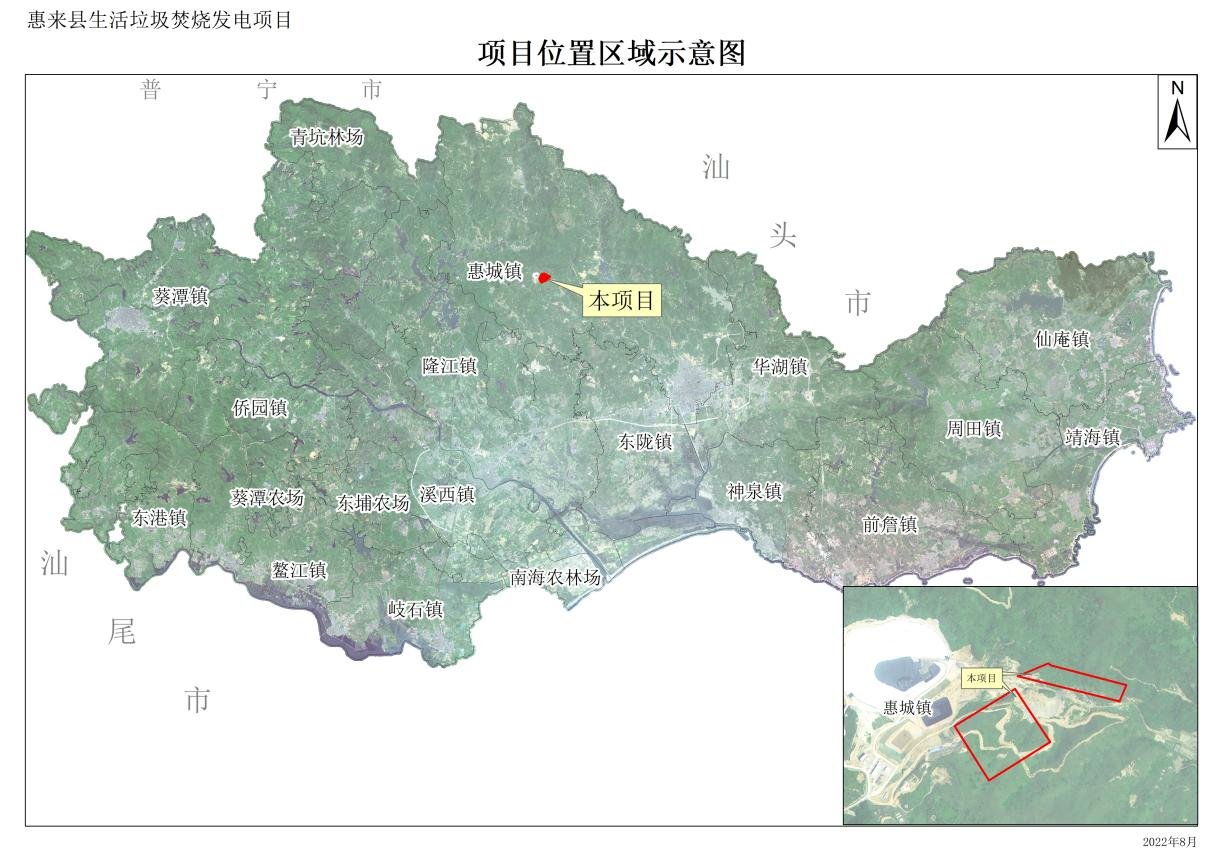 惠来县生活垃圾焚烧发电项目
项目位置区域示意图
普宁市
N
青坑林场
汕头市
惠城镇
本项目
葵潭镇
仙庵镇
隆江镇
华湖镇
侨园镇
周田镇
靖海镇
东陇镇
葵潭农场
东埔农场
溪西镇
神泉镇
东港镇
前詹镇
汕尾市
鳌江镇
南海农林场
岐石镇
本项目
惠城镇
2022年8月